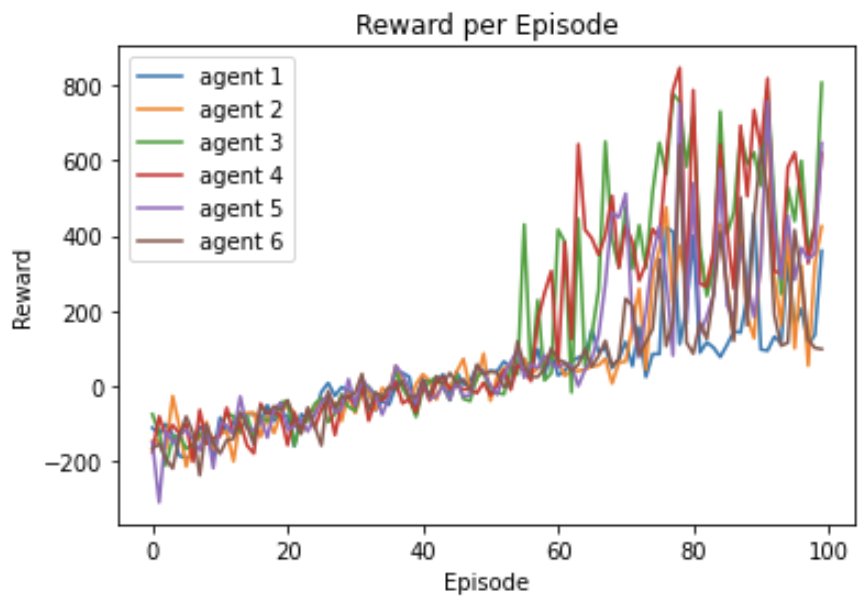 Reward per Episode
agent 1
agent 2
agent 3
agent 4
agent 5
agent 6
800
600
400
200
0
−200
Reward
0 20 40 60 80 100
Episode